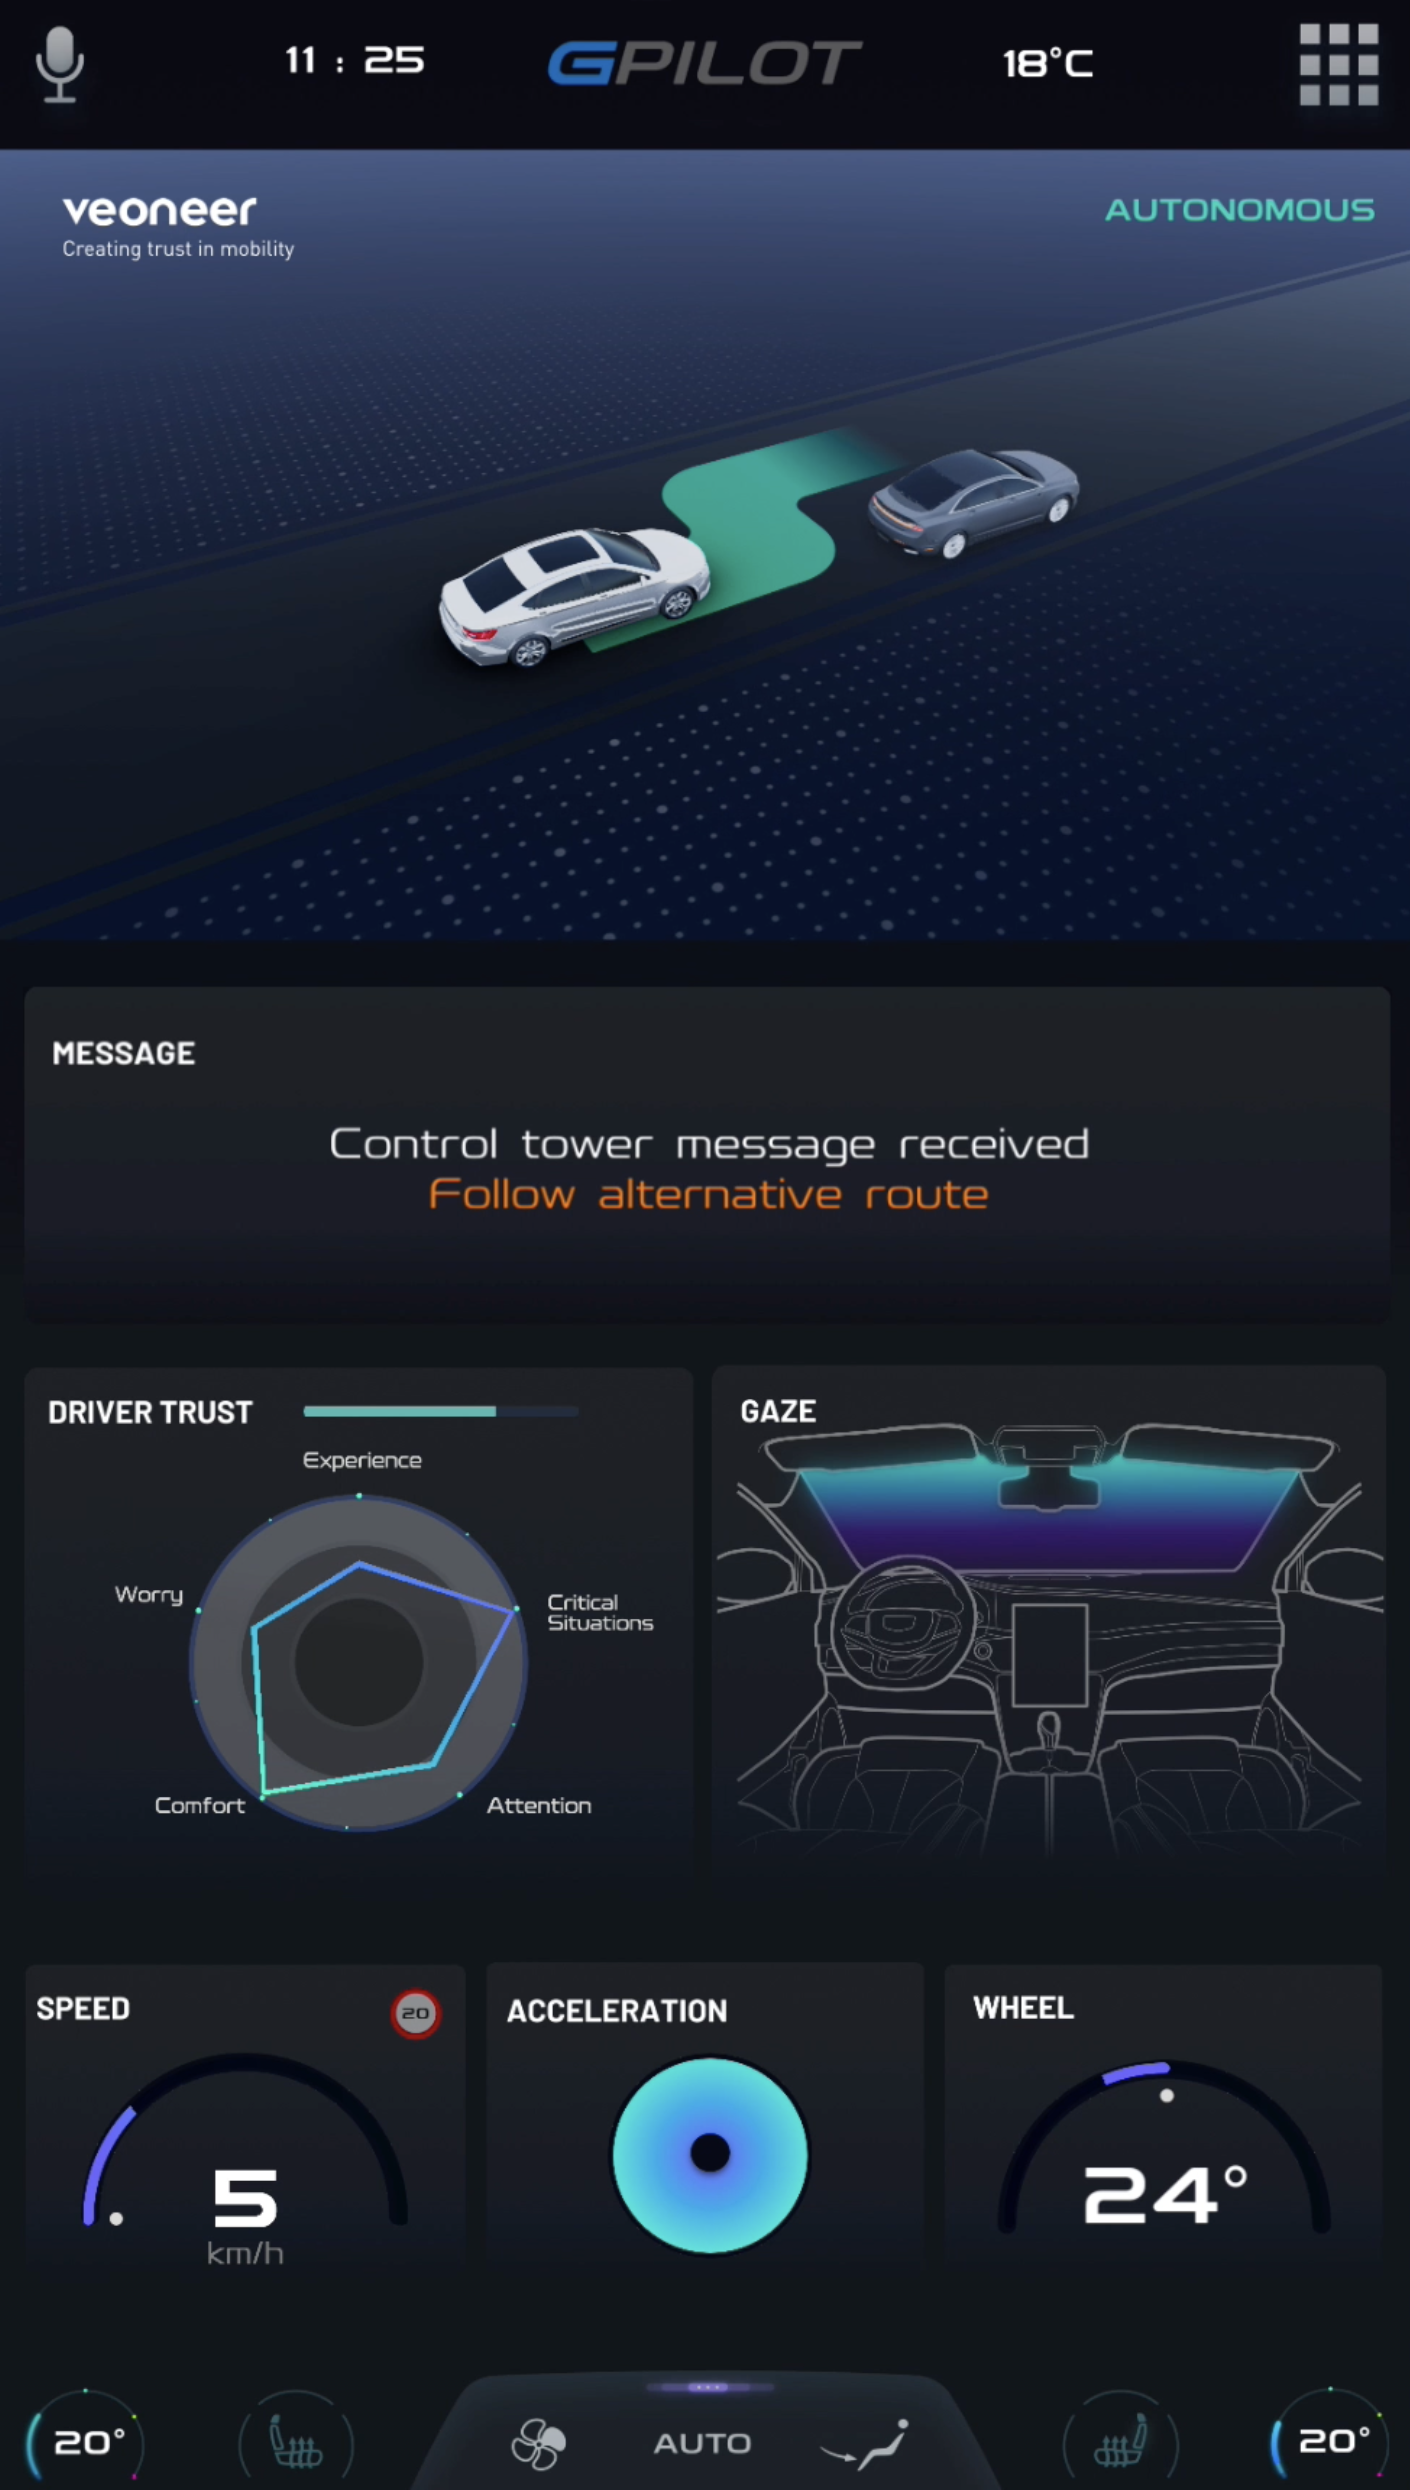 11 : 25
GPILOT
18°C
veoneer
Creating trust in mobility
AUTONOMOUS
MESSAGE
Control tower message received
Follow alternative route
DRIVER TRUST
Experience
Worry
Critical
Situations
Comfort
Attention
GAZE
SPEED
20
5
km/h
ACCELERATION
WHEEL
24°
20°
AUTO
20°